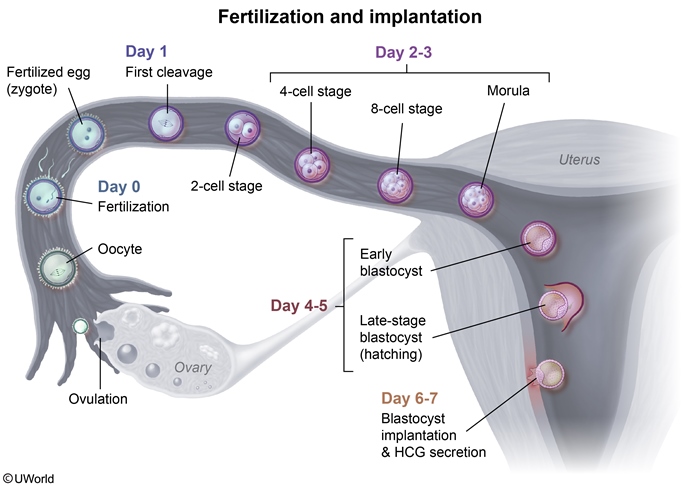 Fertilization and implantation
Day 1
First cleavage
Fertilized egg
(zygote)
Day 2-3
4-cell stage
8-cell stage
Morula
Uterus
2-cell stage
Day 0
Fertilization
Oocyte
Early
blastocyst
Day 4-5
Late-stage
blastocyst
(hatching)
Ovary
Ovulation
Day 6-7
Blastocyst
implantation
& HCG secretion
©UWorld